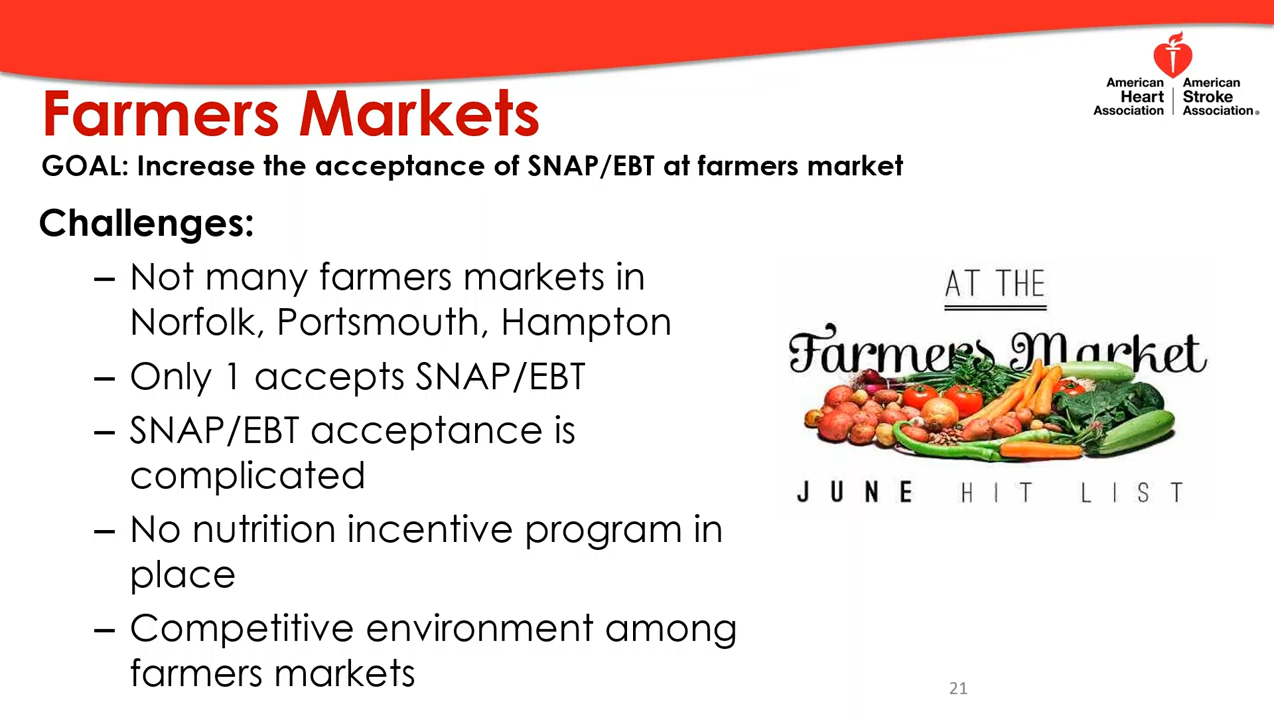 American Heart Association
American Stroke Association®
Farmers Markets
GOAL: Increase the acceptance of SNAP/EBT at farmers market
Challenges:
– Not many farmers markets in
Norfolk, Portsmouth, Hampton
– Only 1 accepts SNAP/EBT
– SNAP/EBT acceptance is
complicated
– No nutrition incentive program in
place
– Competitive environment among
farmers markets
AT THE
Farmers Market
JUNE HIT LIST
21